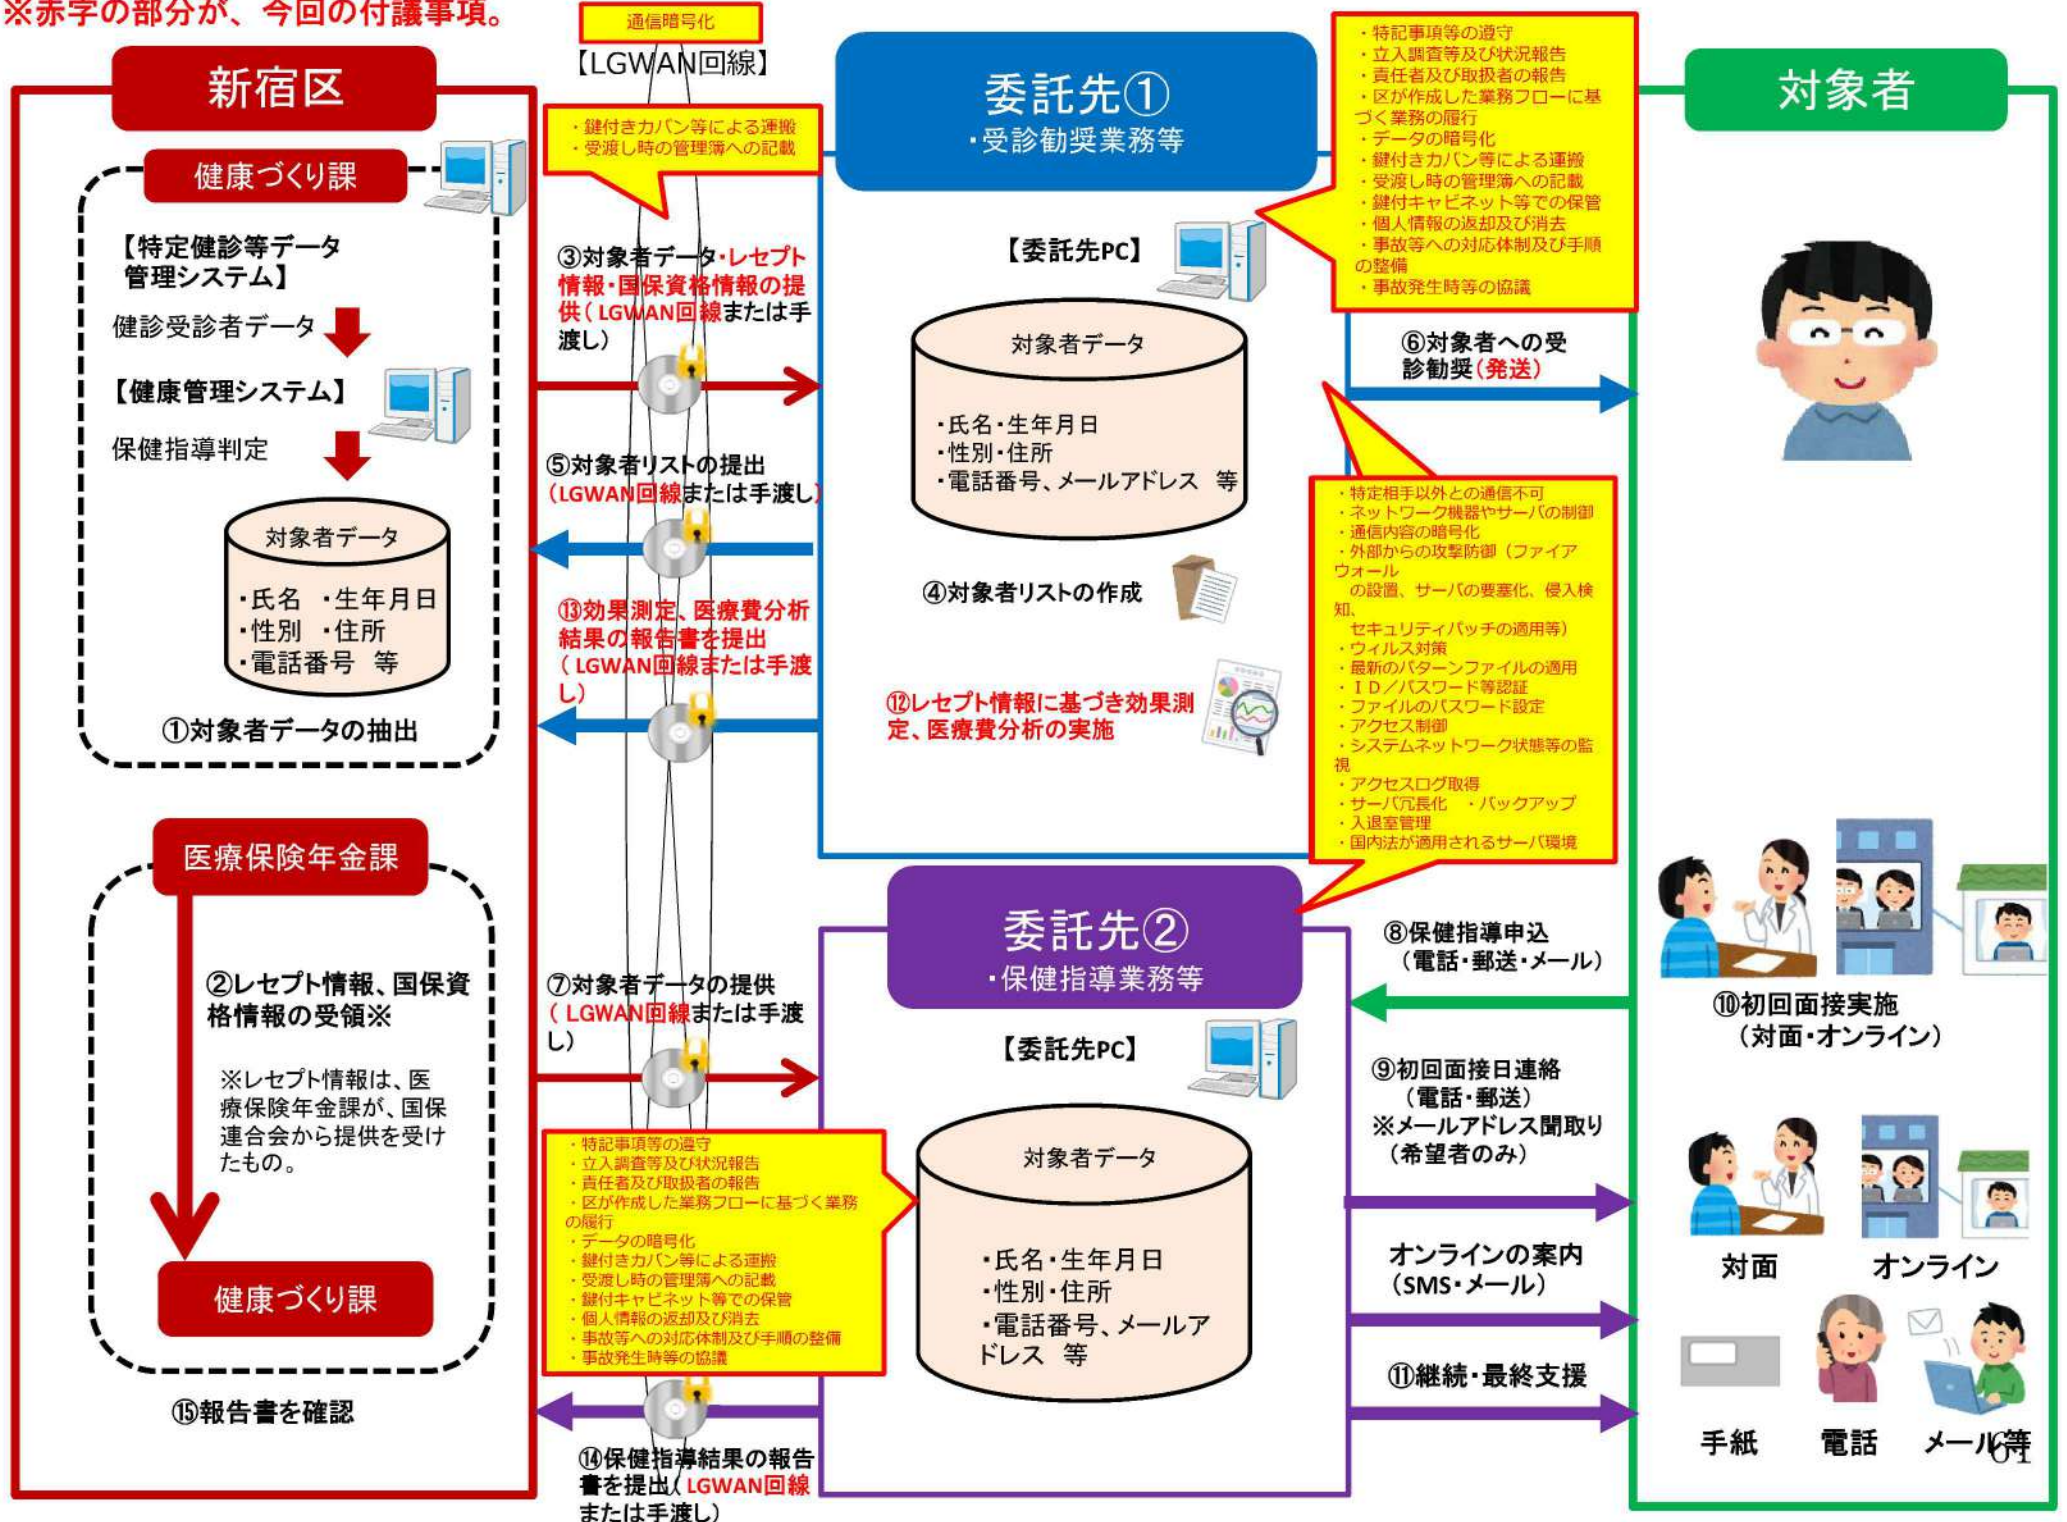 ※赤字の部分が、今回の付議事項。
通信暗号化
【LGWAN回線】
新宿区
健康づくり課
【特定健診等データ
管理システム】
健診受診者データ
【健康管理システム】
保健指導判定
対象者データ
・氏名 ・生年月日
・性別 ・住所
・電話番号 等
①対象者データの抽出
医療保険年金課
②レセプト情報、国保資
格情報の受領※
※レセプト情報は、医
療保険年金課が、国保
連合会から提供を受け
たもの。
健康づくり課
⑮報告書を確認
・鍵付きカバン等による運搬
・受渡し時の管理簿への記載
③対象者データ・レセプト
情報・国保資格情報の提
供(LGWAN回線または手
渡し)
⑤対象者リストの提出
(LGWAN回線または手渡し)
⑬効果測定、医療費分析
結果の報告書を提出
(LGWAN回線または手渡
し)
⑦対象者データの提供
(LGWAN回線または手渡
し)
・特記事項等の遵守
・立入調査等及び状況報告
・責任者及び取扱者の報告
・区が作成した業務フローに基づく業務
の履行
・データの暗号化
・鍵付きカバン等による運搬
・受渡し時の管理簿への記載
・鍵付キャビネット等での保管
・個人情報の返却及び消去
・事故等への対応体制及び手順の整備
・事故発生時等の協議
⑭保健指導結果の報告
書を提出(LGWAN回線
または手渡し)
委託先①
・受診勧奨業務等
【委託先PC】
対象者データ
・氏名・生年月日
・性別・住所
・電話番号、メールアドレス 等
④対象者リストの作成
⑫レセプト情報に基づき効果測
定、医療費分析の実施
委託先②
・保健指導業務等
【委託先PC】
対象者データ
・氏名・生年月日
・性別・住所
・電話番号、メールア
ドレス 等
・特記事項等の遵守
・立入調査等及び状況報告
・責任者及び取扱者の報告
・区が作成した業務フローに基
づく業務の履行
・データの暗号化
・鍵付きカバン等による運搬
・受渡し時の管理簿への記載
・鍵付キャビネット等での保管
・個人情報の返却及び消去
・事故等への対応体制及び手順
の整備
・事故発生時等の協議
⑥対象者への受
診勧奨(発送)
・特定相手以外との通信不可
・ネットワーク機器やサーバの制御
・通信内容の暗号化
・外部からの攻撃防御（ファイア
ウォール
の設置、サーバの要塞化、侵入検
知、
セキュリティパッチの適用等）
・ウィルス対策
・最新のパターンファイルの適用
・ＩＤ／パスワード等認証
・ファイルのパスワード設定
・アクセス制御
・システムネットワーク状態等の監
視
・アクセスログ取得
・サーバ冗長化 ・バックアップ
・入退室管理
・国内法が適用されるサーバ環境
⑧保健指導申込
(電話・郵送・メール)
⑨初回面接日連絡
(電話・郵送)
※メールアドレス聞取り
(希望者のみ)
オンラインの案内
(SMS・メール)
⑪継続・最終支援
対象者
⑩初回面接実施
(対面・オンライン)
対面
オンライン
手紙
電話
メール等
61